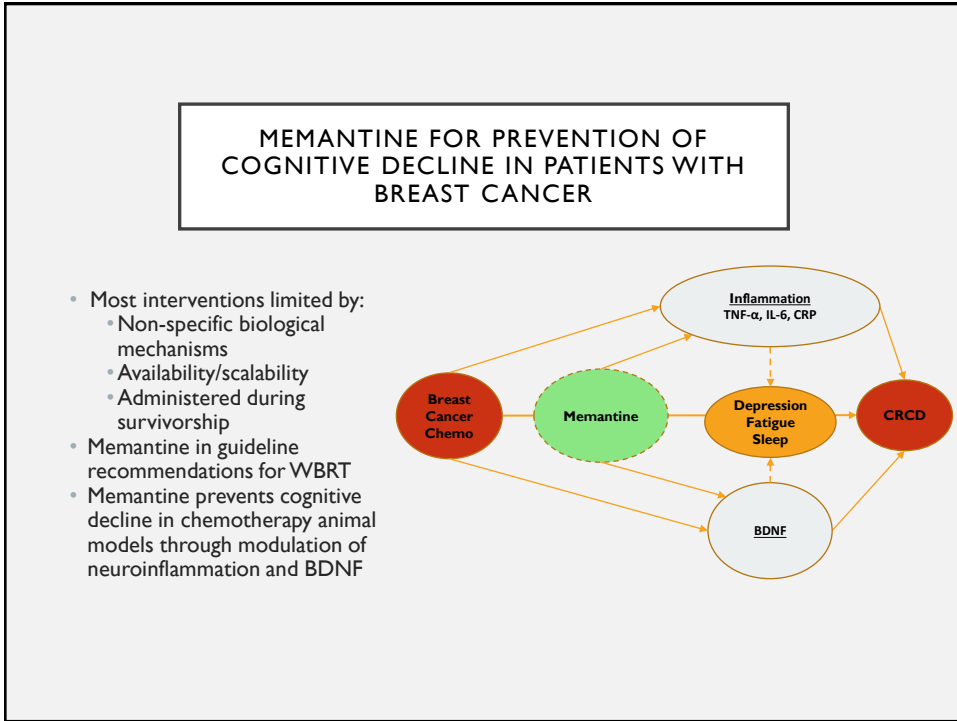 MEMANTINE FOR PREVENTION OF
COGNITIVE DECLINE IN PATIENTS WITH
BREAST CANCER
• Most interventions limited by:
• Non-specific biological
mechanisms
• Availability/scalability
• Administered during
survivorship
• Memantine in guideline
recommendations for WBRT
• Memantine prevents cognitive
decline in chemotherapy animal
models through modulation of
neuroinflammation and BDNF
Inflammation
TNF-α, IL-6, CRP
Breast
Cancer
Chemo
Memantine
Depression
Fatigue
Sleep
CRCD
BDNF